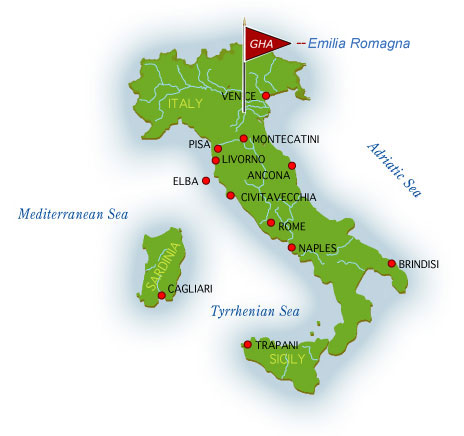 GHA
--Emilia Romagna
VENICE
ITALY
PISA
MONTECATINI
LIVORNO
ANCONA
ELBA
CIVITAVECCHIA
Adriatic Sea
Mediterranean Sea
ROME
NAPLES
SARDINIA
BRINDISI
CAGLIARI
Tyrrhenian Sea
TRAPANI
SICILY